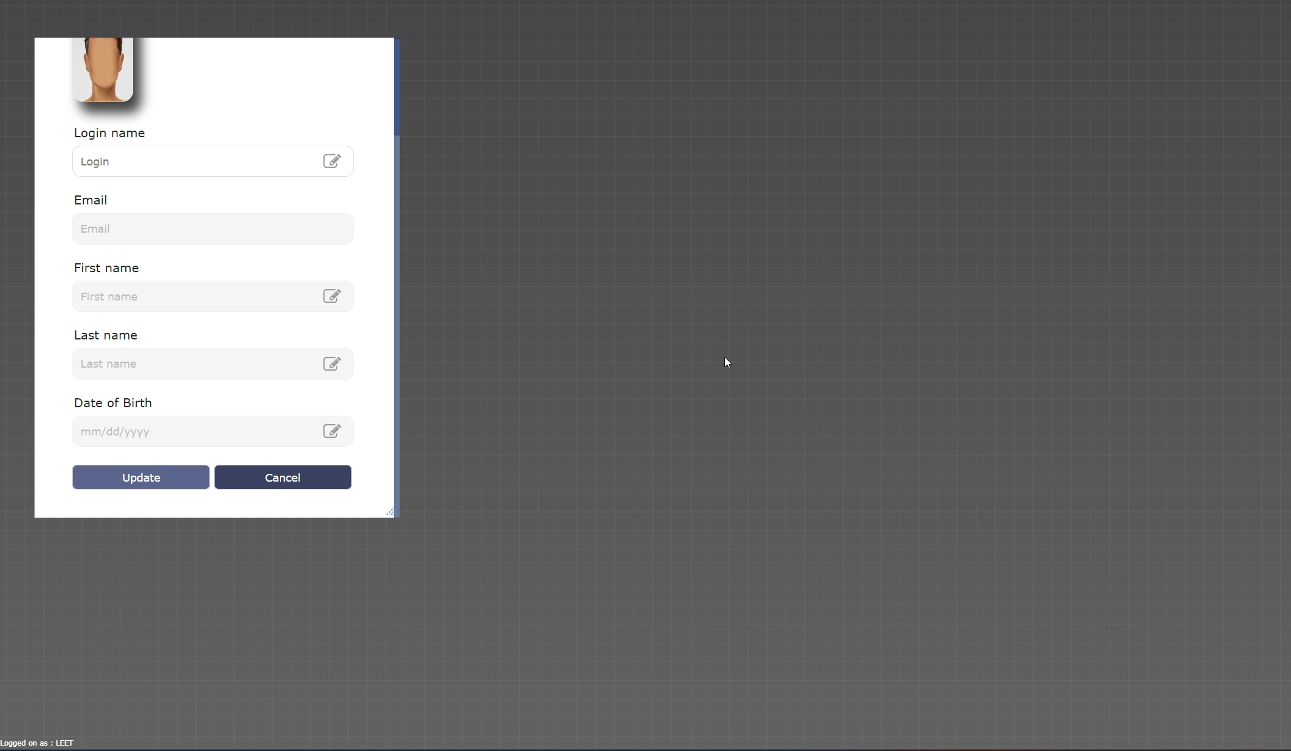 Login name
Login
Email
Email
First name
First name
Last name
Last name
Date of Birth
mm/dd/yyyy
Update Cancel
Logged on as : LEET